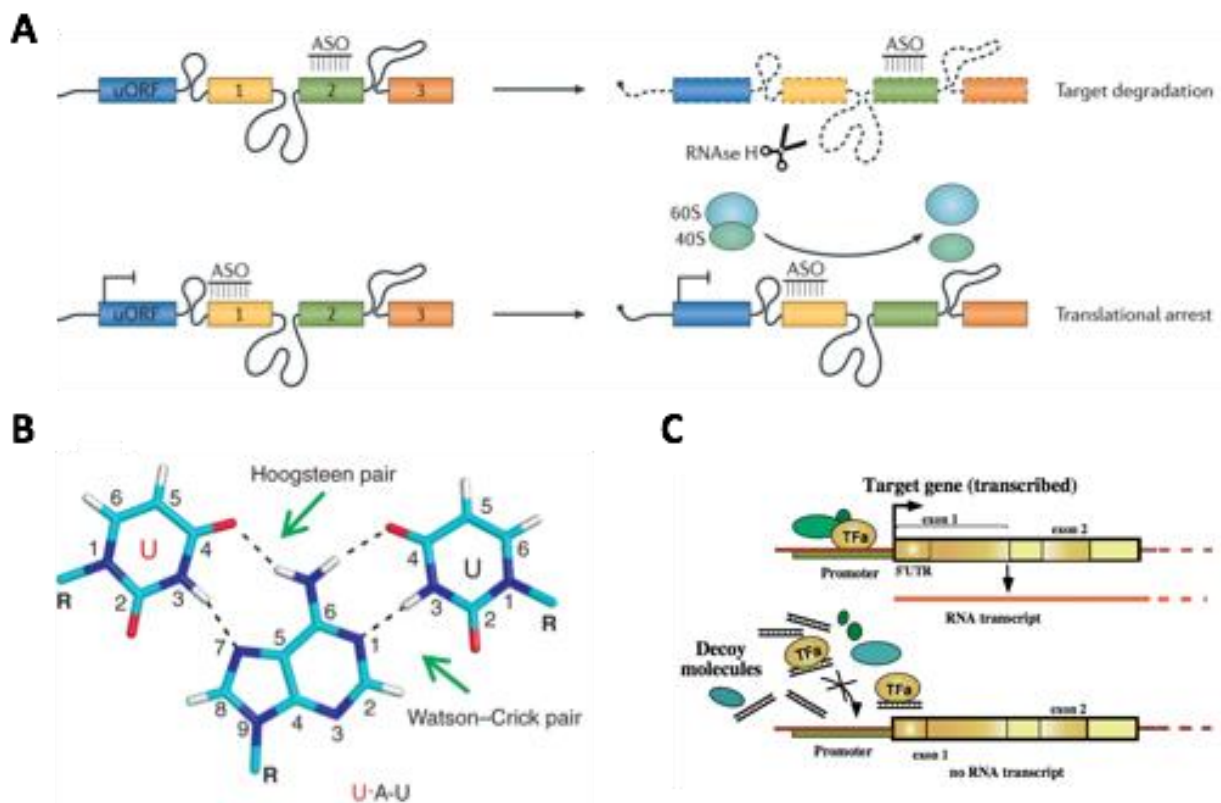 A
ASO
uORF
1
2
3
ASO
Target degradation
RNAse H
60S
40S
ASO
uORF
1
2
3
ASO
Translational arrest
B
Hoogsteen pair
6
5
1
U
4
2
3
R
5
4
U
6
3
1
2
R
6
7
5
1
8
9
4
3
2
R
Watson–Crick pair
U·A-U
C
Target gene (transcribed)
exon 1
exon 2
TFa
Promoter
5'UTR
RNA transcript
Decoy
molecules
TFa
TFa
exon 2
Promoter
exon 1
no RNA transcript